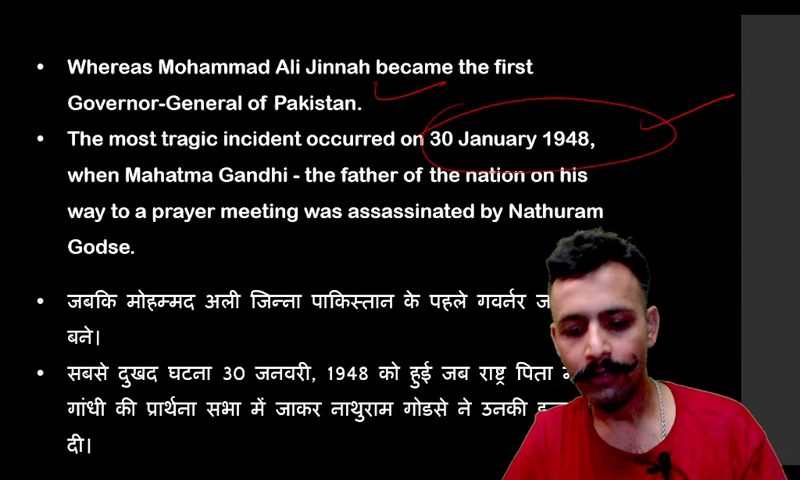 Whereas Mohammad Ali Jinnah became the first
Governor-General of Pakistan.
The most tragic incident occurred on 30 January 1948,
when Mahatma Gandhi - the father of the nation on his
way to a prayer meeting was assassinated by Nathuram
Godse.
जबकि मोहम्मद अली जिन्ना पाकिस्तान के पहले गवर्नर
बने।
सबसे दुखद घटना 30 जनवरी, 1948 को हुई जब राष्ट्र पिता
गांधी की प्रार्थना सभा में जाकर नाथुराम गोडसे ने उनकी
दी।